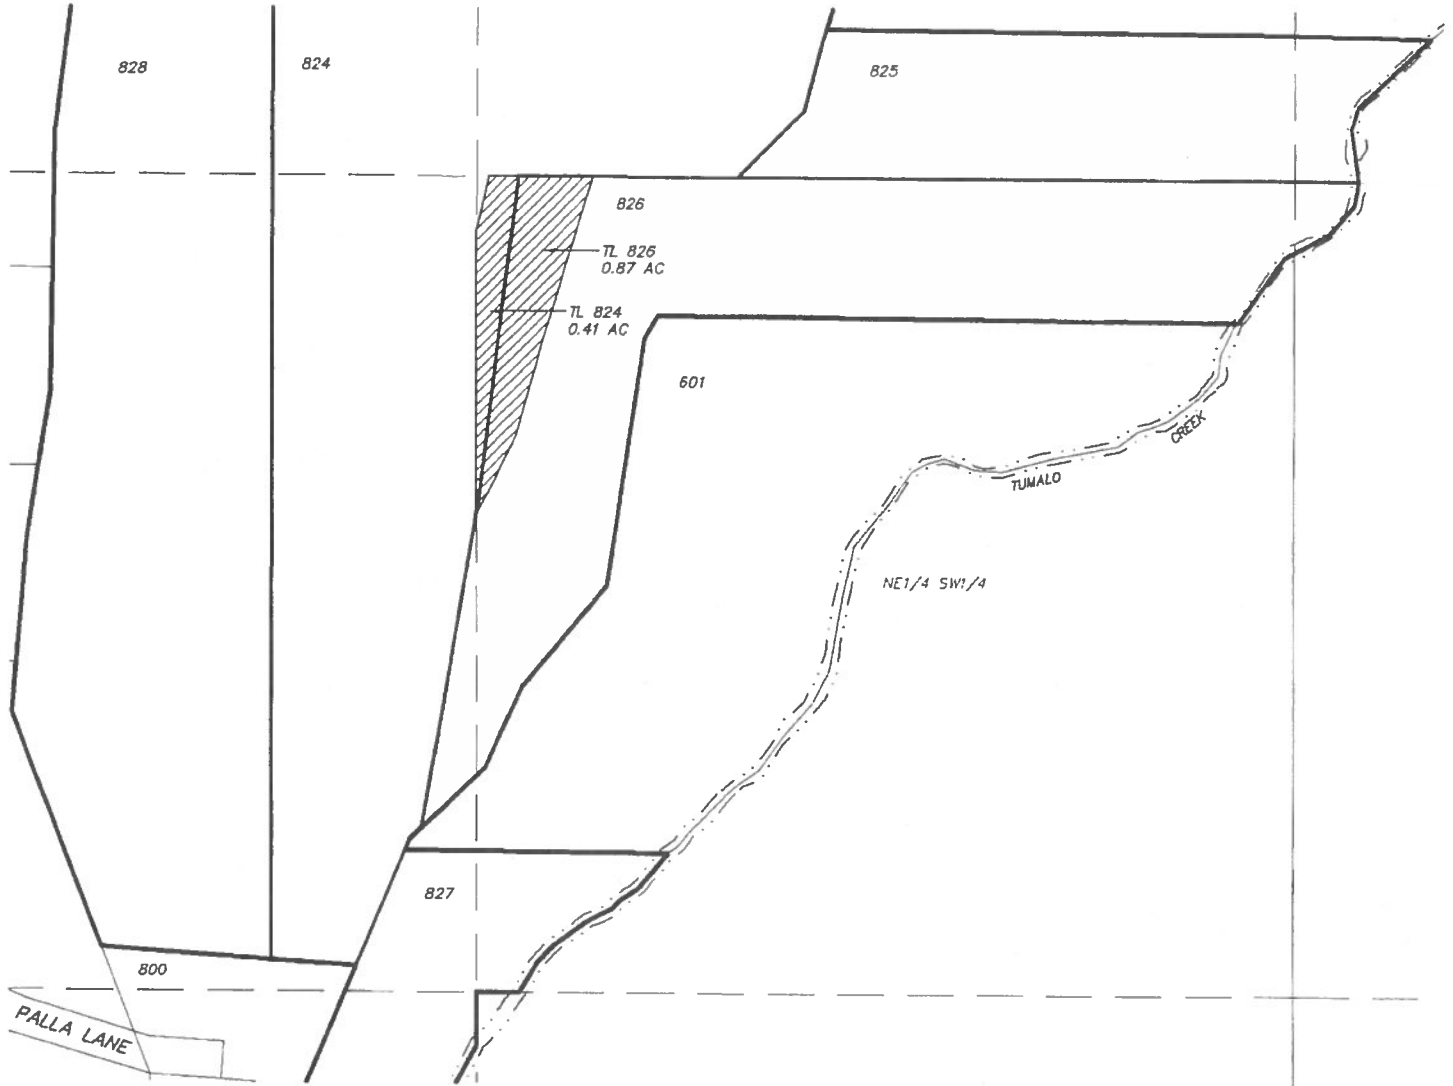 828
824
825
826
TL 826
0.87 AC
TL 824
0.41 AC
601
CREEK
TUMALO
NE1/4 SW1/4
827
800
PALLA LANE